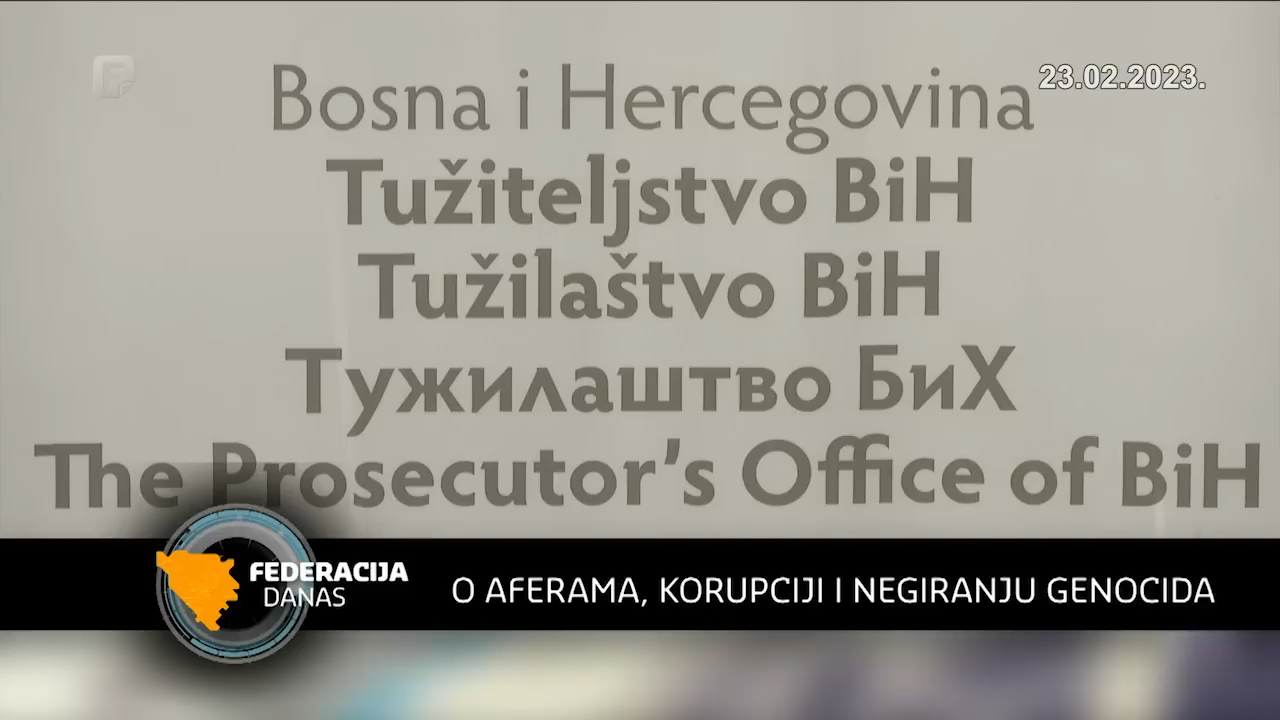 Bosna i Hercegovina
23.02.2023.
Tužiteljstvo BiH
Tužilaštvo BiH
Тужилаштво БиХ
The Prosecutor's Office of BiH
FEDERACIJA
DANAS
O AFERAMA, KORUPCIJI I NEGIRANJU GENOCIDA